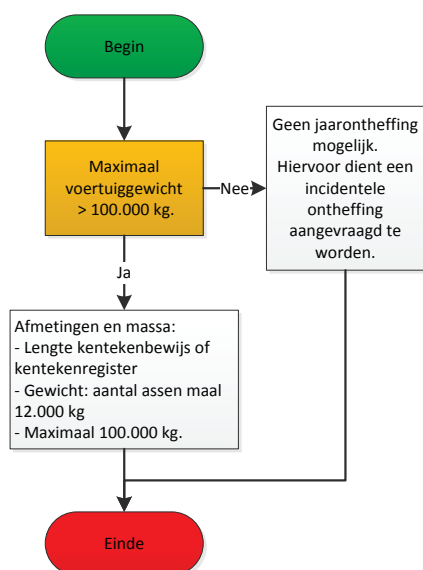 Begin
Maximaal
voertuiggewicht
> 100.000 kg.
Nee
Geen jaarontheffing
mogelijk.
Hiervoor dient een
incidentele
ontheffing
aangevraagd te
worden.
Ja
Afmetingen en massa:
- Lengte kentekenbewijs of
kentekenregister
- Gewicht: aantal assen maal
12.000 kg
- Maximaal 100.000 kg.
Einde